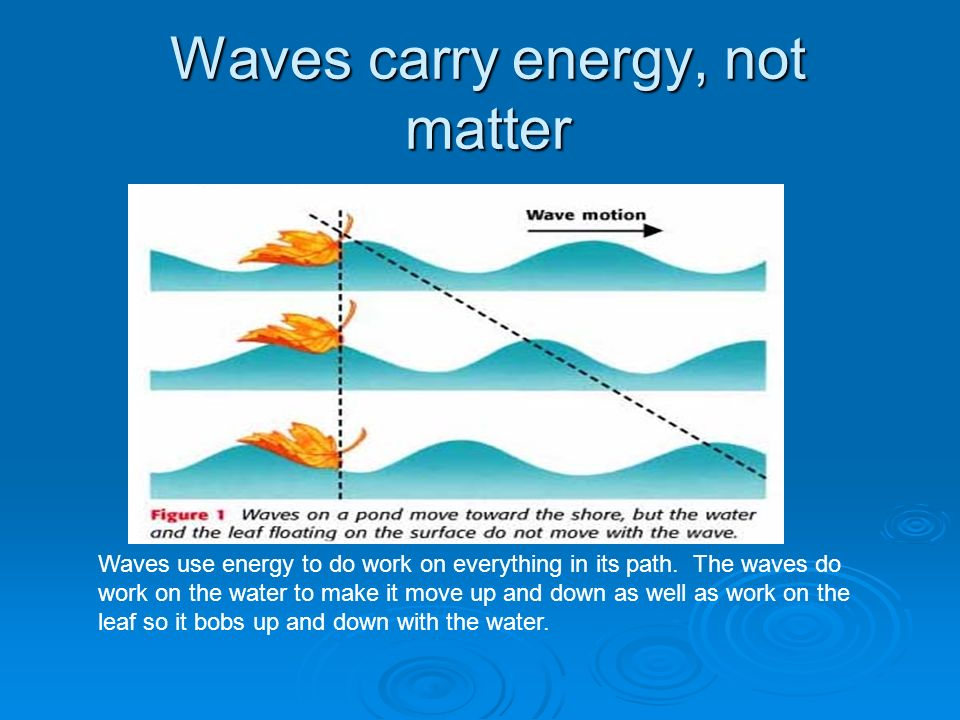 Waves carry energy, not
matter
Wave motion
Figure 1 Waves on a pond move toward the shore, but the water
and the leaf floating on the surface do not move with the wave.
Waves use energy to do work on everything in its path. The waves do
work on the water to make it move up and down as well as work on the
leaf so it bobs up and down with the water.